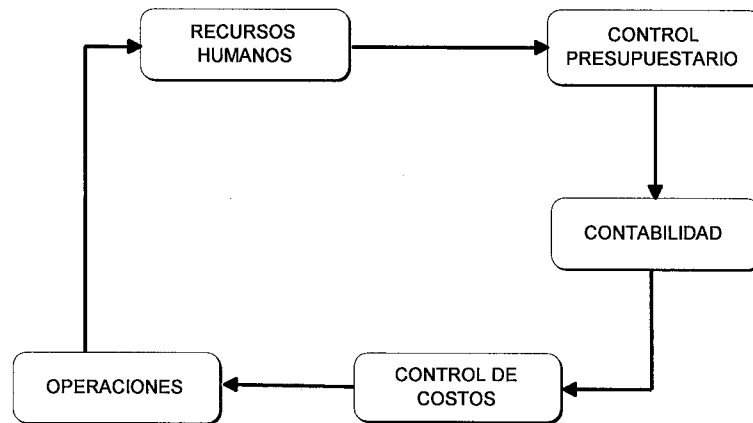 RECURSOS
HUMANOS
CONTROL
PRESUPUESTARIO
CONTABILIDAD
CONTROL DE
COSTOS
OPERACIONES